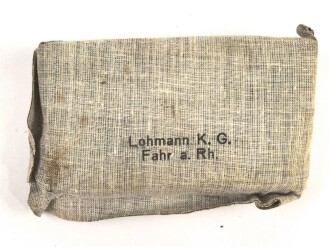 Lohmann K. G.
Fahr a. Rh.